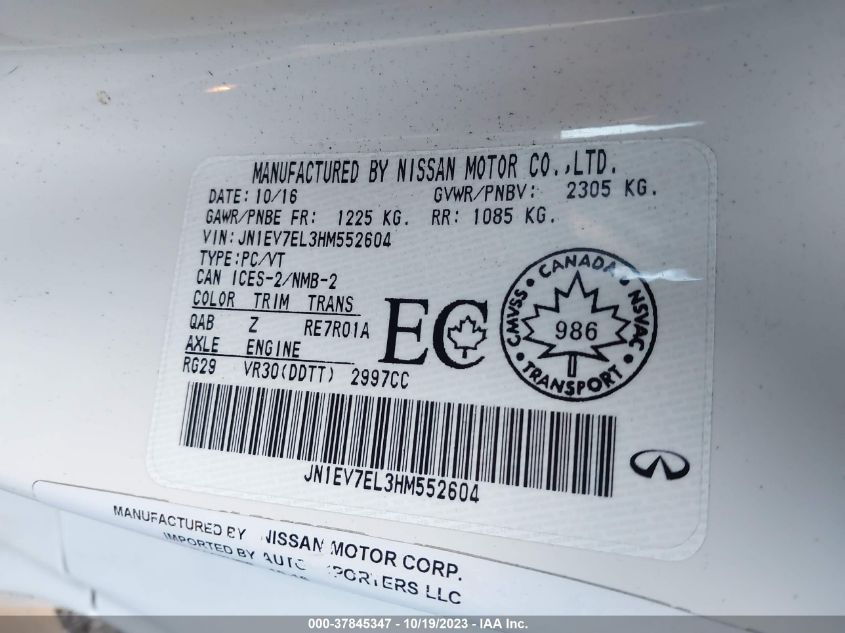 MANUFACTURED BY NISSAN MOTOR CO.,LTD.
DATE: 10/16 GVWR/PNBV: 2305 KG.
GAWR/PNBE FR: 1225 KG. RR: 1085 KG.
VIN: JN1EV7EL3HM552604
TYPE:PC/VT
CAN ICES-2/NMB-2
COLOR TRIM TRANS
QAB Z RE7R01A
AXLE ENGINE
RG29 VR30(DDTT) 2997CC
EC
CANADA
CMVSS NSVAC
986
TRANSPORT
JN1EV7EL3HM552604
MANUFACTURED BY NISSAN MOTOR CORP.
IMPORTED BY AUTO LLC
000-37845347 - 10/19/2023 - IAA Inc.